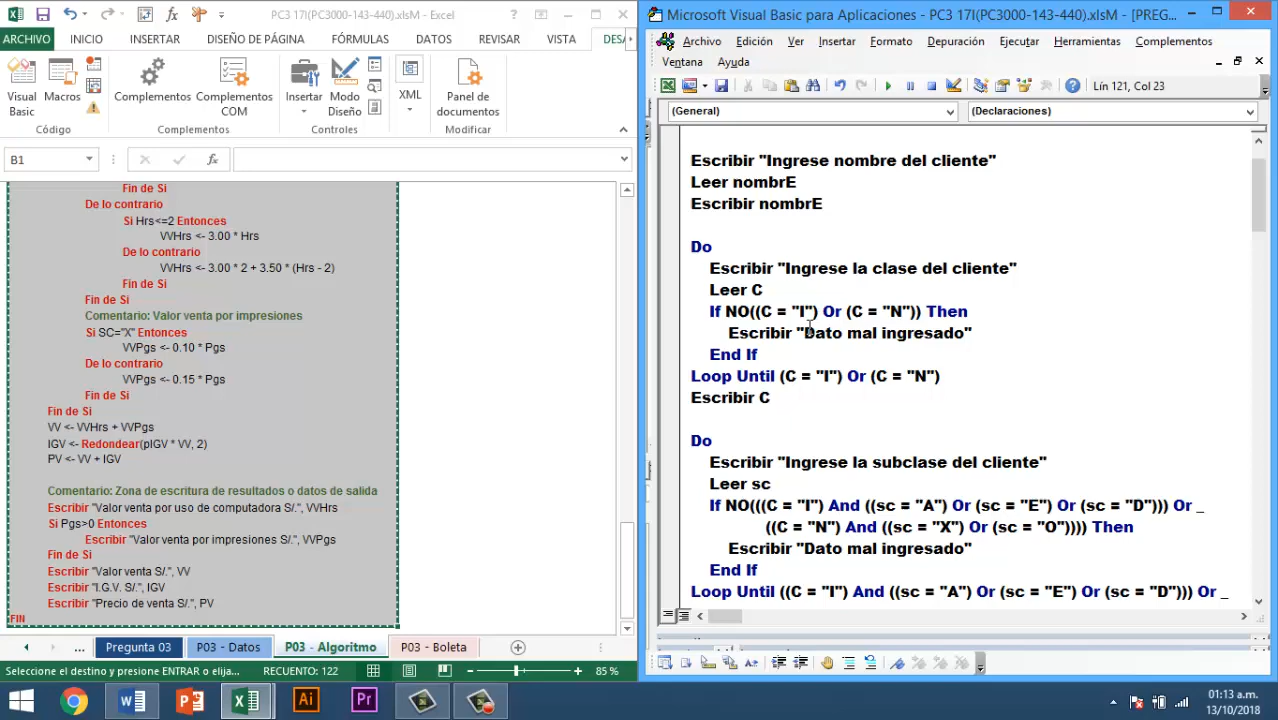 PC3 17I(PC3000-143-440).xlsM - Excel
ARCHIVO INICIO INSERTAR DISEÑO DE PÁGINA FÓRMULAS DATOS REVISAR VISTA DESA
Visual Basic
Macros
Complementos
Complementos COM
Insertar
Modo Diseño
XML
Panel de documentos
Código
Complementos
Controles
Modificar
B1
fx
Fin de Si
De lo contrario
Si Hrs<=2 Entonces
VVHrs <- 3.00 * Hrs
De lo contrario
VVHrs <- 3.00 * 2 + 3.50 * (Hrs - 2)
Fin de Si
Fin de Si
Comentario: Valor venta por impresiones
Si SC="X" Entonces
VVPgs <- 0.10 * Pgs
De lo contrario
VVPgs <- 0.15 * Pgs
Fin de Si
Fin de Si
VV <- VVHrs + VVPgs
IGV <- Redondear(pIGV * VV, 2)
PV <- VV + IGV
Comentario: Zona de escritura de resultados o datos de salida
Escribir "Valor venta por uso de computadora S/.", VVHrs
Si Pgs>0 Entonces
Escribir "Valor venta por impresiones S/.", VVPgs
Fin de Si
Escribir "Valor venta S/.", VV
Escribir "I.G.V. S/.", IGV
Escribir "Precio de venta S/.", PV
FIN
... Pregunta 03 P03 - Datos P03 - Algoritmo P03 - Boleta
Seleccione el destino y presione ENTRAR o elija... RECUENTO: 122 85 %
Microsoft Visual Basic para Aplicaciones - PC3 17I(PC3000-143-440).xlsM - [PREG...
Archivo Edición Ver Insertar Formato Depuración Ejecutar Herramientas Complementos
Ventana Ayuda
Lín 121, Col 23
(General) (Declaraciones)
Escribir "Ingrese nombre del cliente"
Leer nombrE
Escribir nombrE
Do
Escribir "Ingrese la clase del cliente"
Leer C
If NO((C = "I") Or (C = "N")) Then
Escribir "Dato mal ingresado"
End If
Loop Until (C = "I") Or (C = "N")
Escribir C
Do
Escribir "Ingrese la subclase del cliente"
Leer sc
If NO(((C = "I") And ((sc = "A") Or (sc = "E") Or (sc = "D"))) Or _
((C = "N") And ((sc = "X") Or (sc = "O")))) Then
Escribir "Dato mal ingresado"
End If
Loop Until ((C = "I") And ((sc = "A") Or (sc = "E") Or (sc = "D"))) Or _
Ai
Pr
01:13 a.m.
13/10/2018